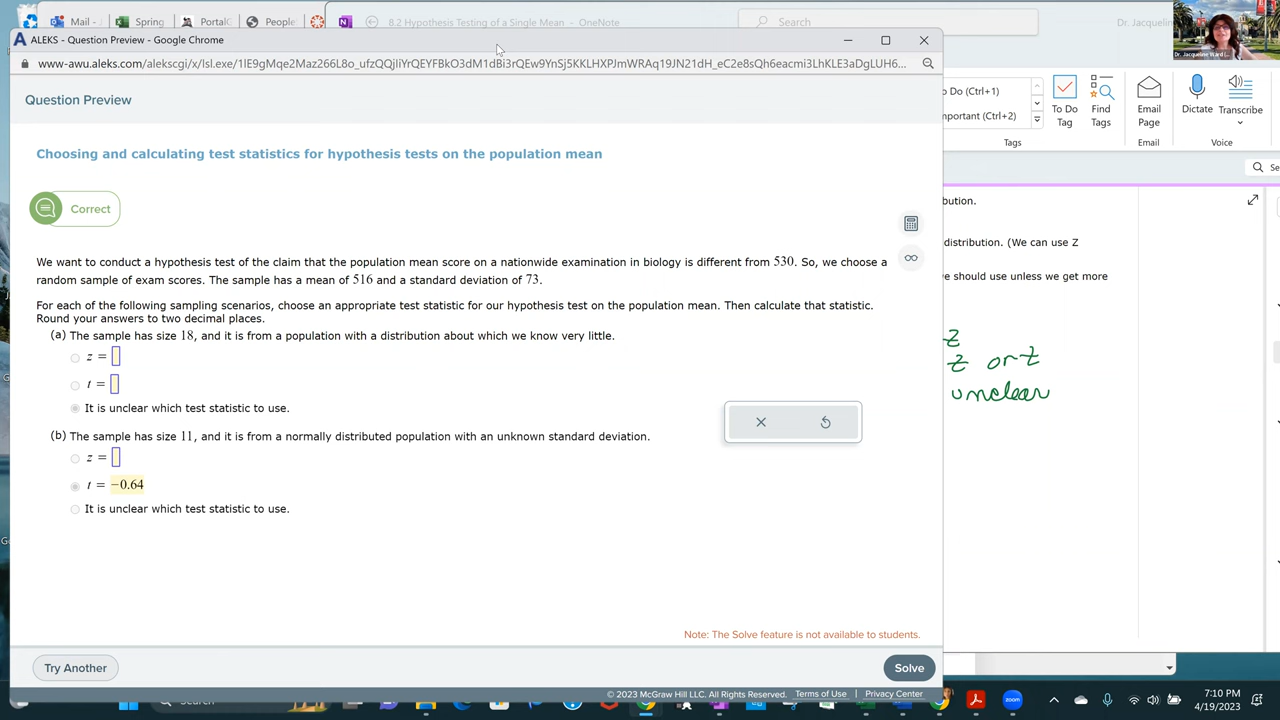 Mail -
Spring
PortalG
People
8.2 Hypothesis Testing of a Single Mean - OneNote
Search
Dr. Jacqueline
ALEKS - Question Preview - Google Chrome
Dr. Jacqueline Ward
Question Preview
o Do (Ctrl+1)
mportant (Ctrl+2)
To Do Tag
Find Tags
Email Page
Dictate
Transcribe
Tags
Email
Voice
Choosing and calculating test statistics for hypothesis tests on the population mean
Se
Correct
bution.
distribution. (We can use Z
We want to conduct a hypothesis test of the claim that the population mean score on a nationwide examination in biology is different from 530. So, we choose a
random sample of exam scores. The sample has a mean of 516 and a standard deviation of 73.
e should use unless we get more
For each of the following sampling scenarios, choose an appropriate test statistic for our hypothesis test on the population mean. Then calculate that statistic.
Round your answers to two decimal places.
(a) The sample has size 18, and it is from a population with a distribution about which we know very little.
z
z =
z or t
t =
unclear
It is unclear which test statistic to use.
(b) The sample has size 11, and it is from a normally distributed population with an unknown standard deviation.
z =
t = −0.64
It is unclear which test statistic to use.
Note: The Solve feature is not available to students.
Try Another
Solve
© 2023 McGraw Hill LLC. All Rights Reserved. Terms of Use | Privacy Center
Search
zoom
7:10 PM
4/19/2023